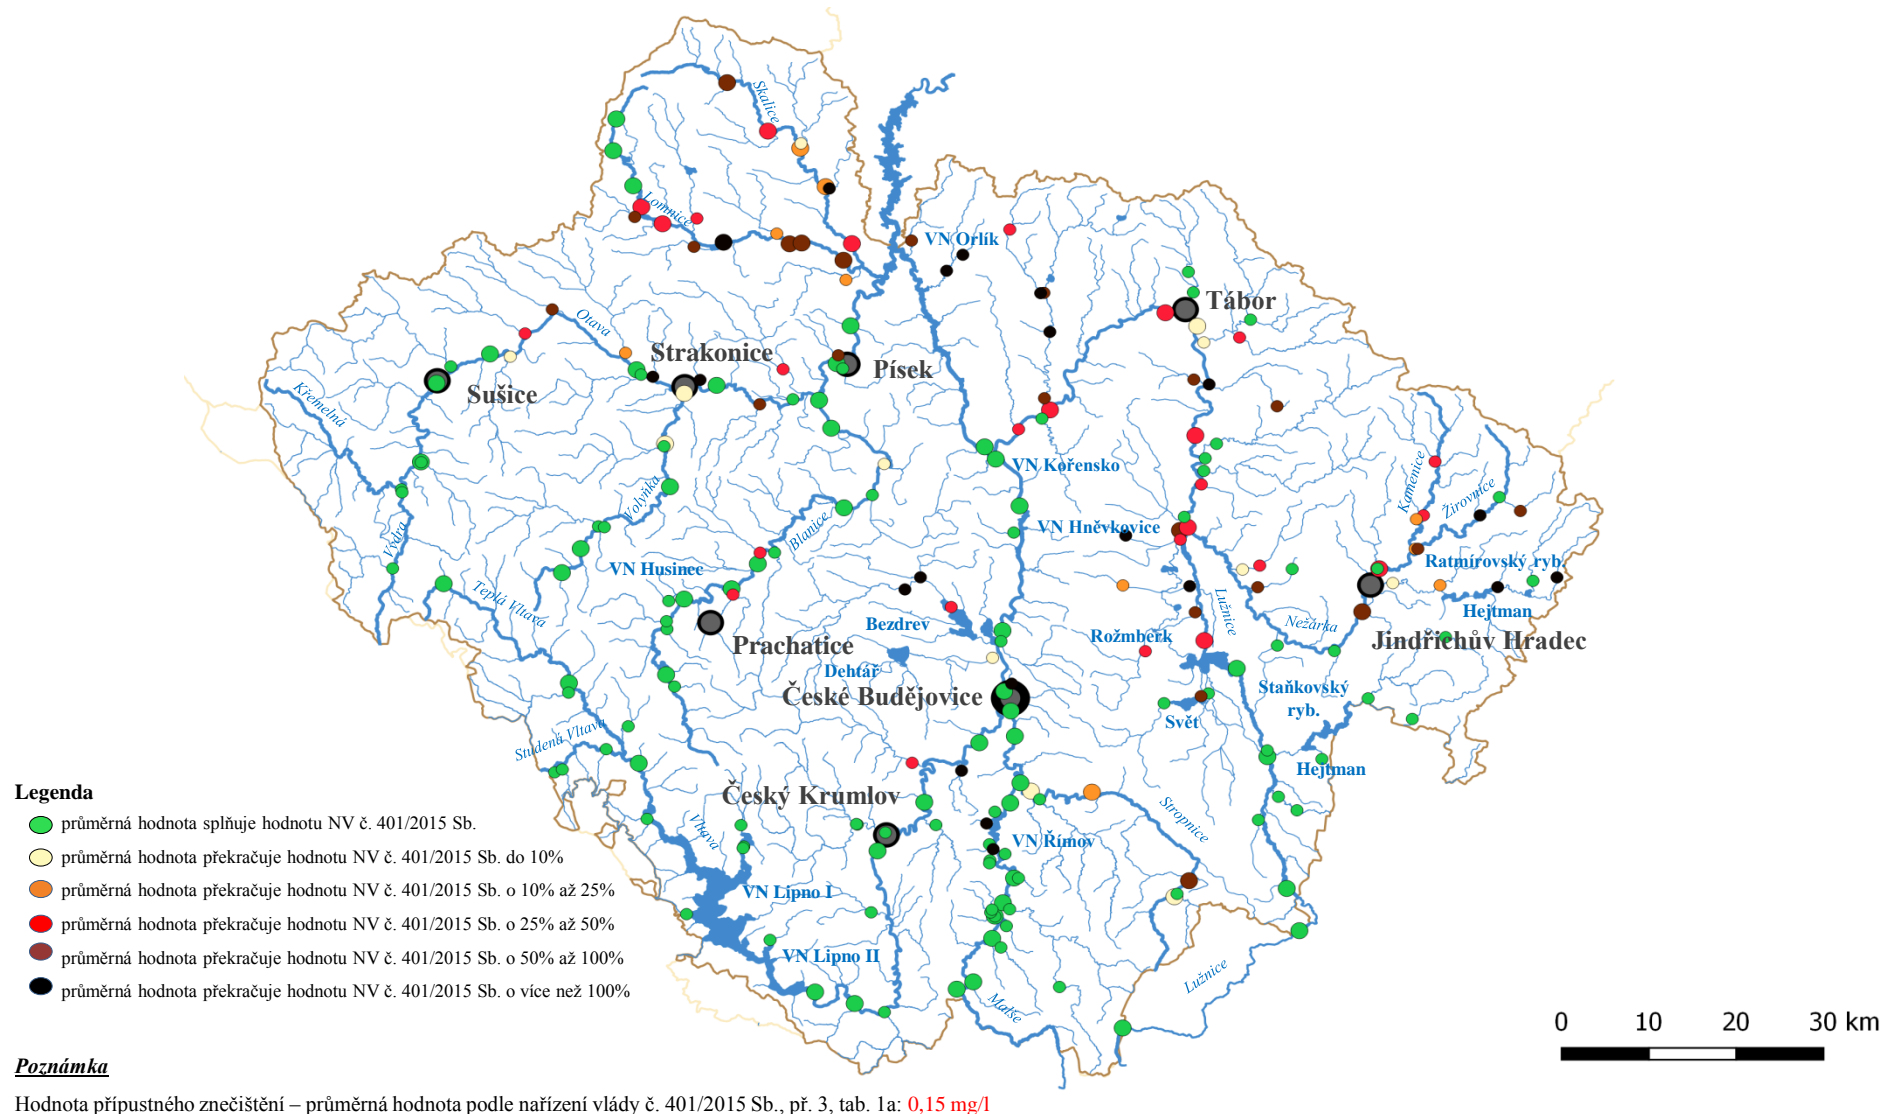 Skalice
Lomnice
VN Orlík
Tábor
Otava
Strakonice
Písek
Sušice
Křemelná
VN Kořensko
Kamenice
Žirovnice
Volyňka
Blanice
VN Hněvkovice
Vydra
VN Husinec
Ratmírovský ryb.
Teplá Vltava
Lužnice
Hejtman
Bezdrev
Nežárka
Rožmberk
Jindřichův Hradec
Prachatice
Dehtář
České Budějovice
Staňkovský
ryb.
Svět
Studená Vltava
Hejtman
Český Krumlov
Stropnice
Vltava
VN Římov
VN Lipno I
VN Lipno II
Lužnice
Malše
Legenda
průměrná hodnota splňuje hodnotu NV č. 401/2015 Sb.
průměrná hodnota překračuje hodnotu NV č. 401/2015 Sb. do 10%
průměrná hodnota překračuje hodnotu NV č. 401/2015 Sb. o 10% až 25%
průměrná hodnota překračuje hodnotu NV č. 401/2015 Sb. o 25% až 50%
průměrná hodnota překračuje hodnotu NV č. 401/2015 Sb. o 50% až 100%
průměrná hodnota překračuje hodnotu NV č. 401/2015 Sb. o více než 100%
0 10 20 30 km
Poznámka
Hodnota přípustného znečištění – průměrná hodnota podle nařízení vlády č. 401/2015 Sb., př. 3, tab. 1a: 0,15 mg/l